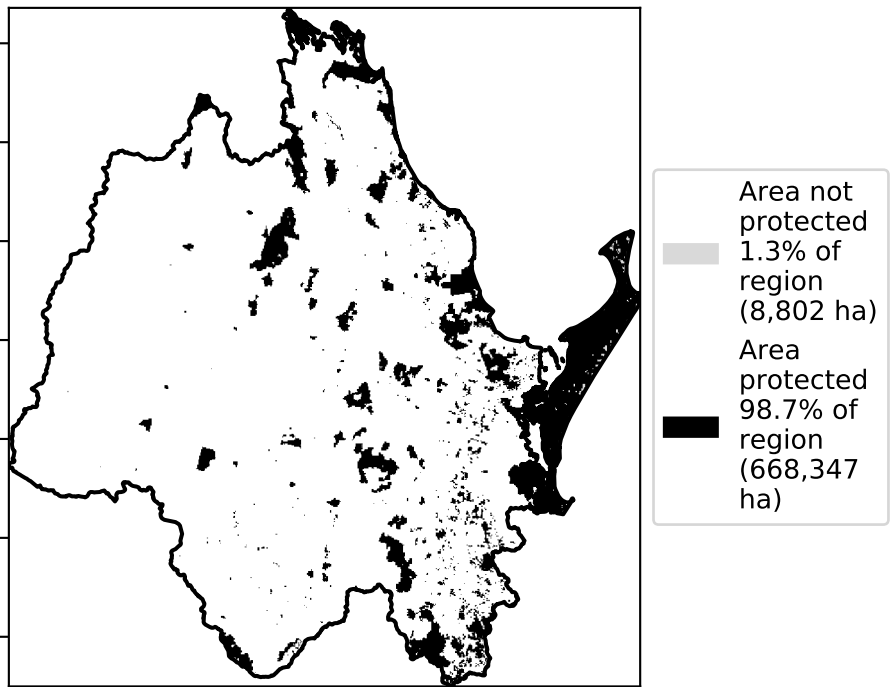 Area not
protected
1.3% of
region
(8,802 ha)
Area
protected
98.7% of
region
(668,347
ha)